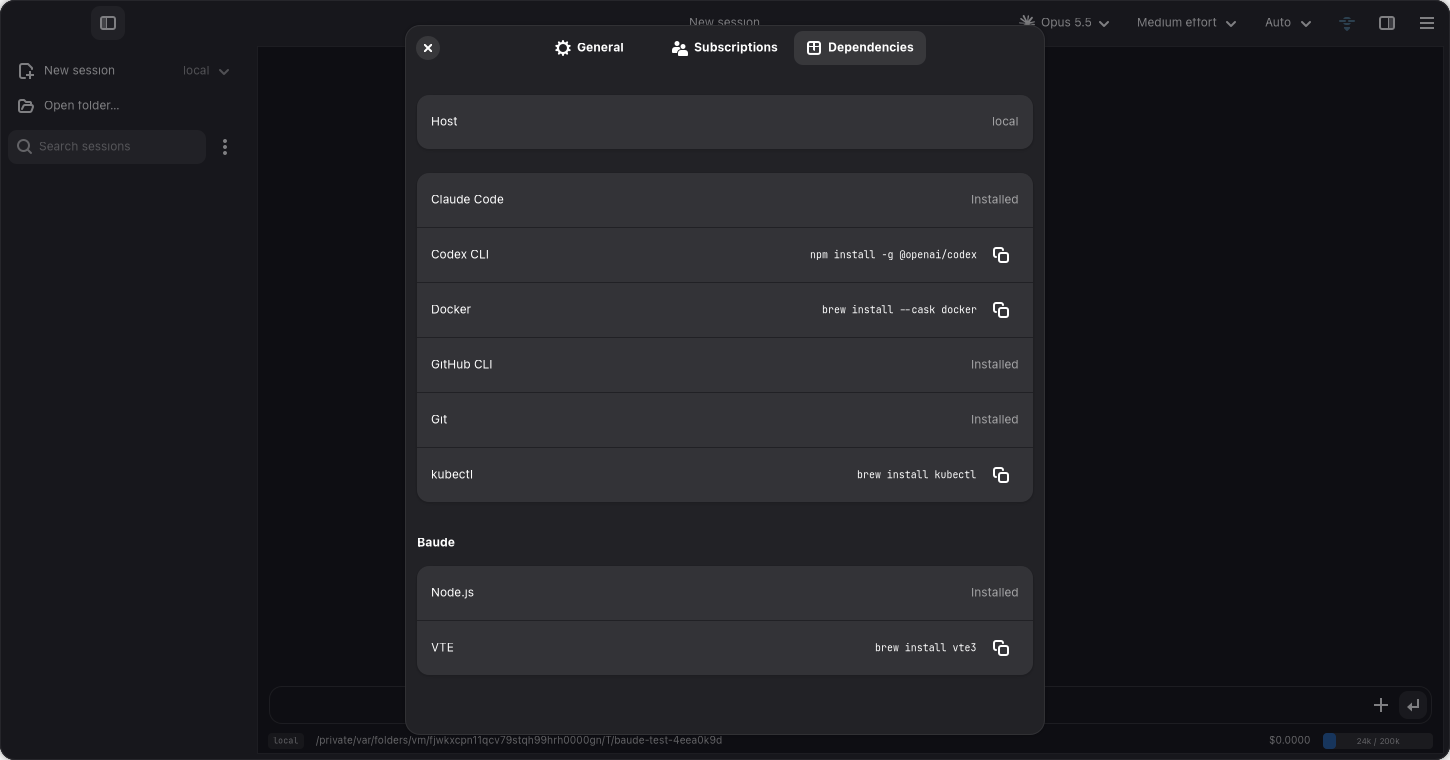 New session
Opus 5.5
Medium effort
Auto
New session
local
Open folder...
Search sessions
General
Subscriptions
Dependencies
Host
local
Claude Code
Installed
Codex CLI
npm install -g @openai/codex
Docker
brew install --cask docker
GitHub CLI
Installed
Git
Installed
kubectl
brew install kubectl
Baude
Node.js
Installed
VTE
brew install vte3
local
/private/var/folders/vm/fjwkxcpn11qcv79stqh99hrh0000gn/T/baude-test-4eea0k9d
$0.0000
24k / 200k